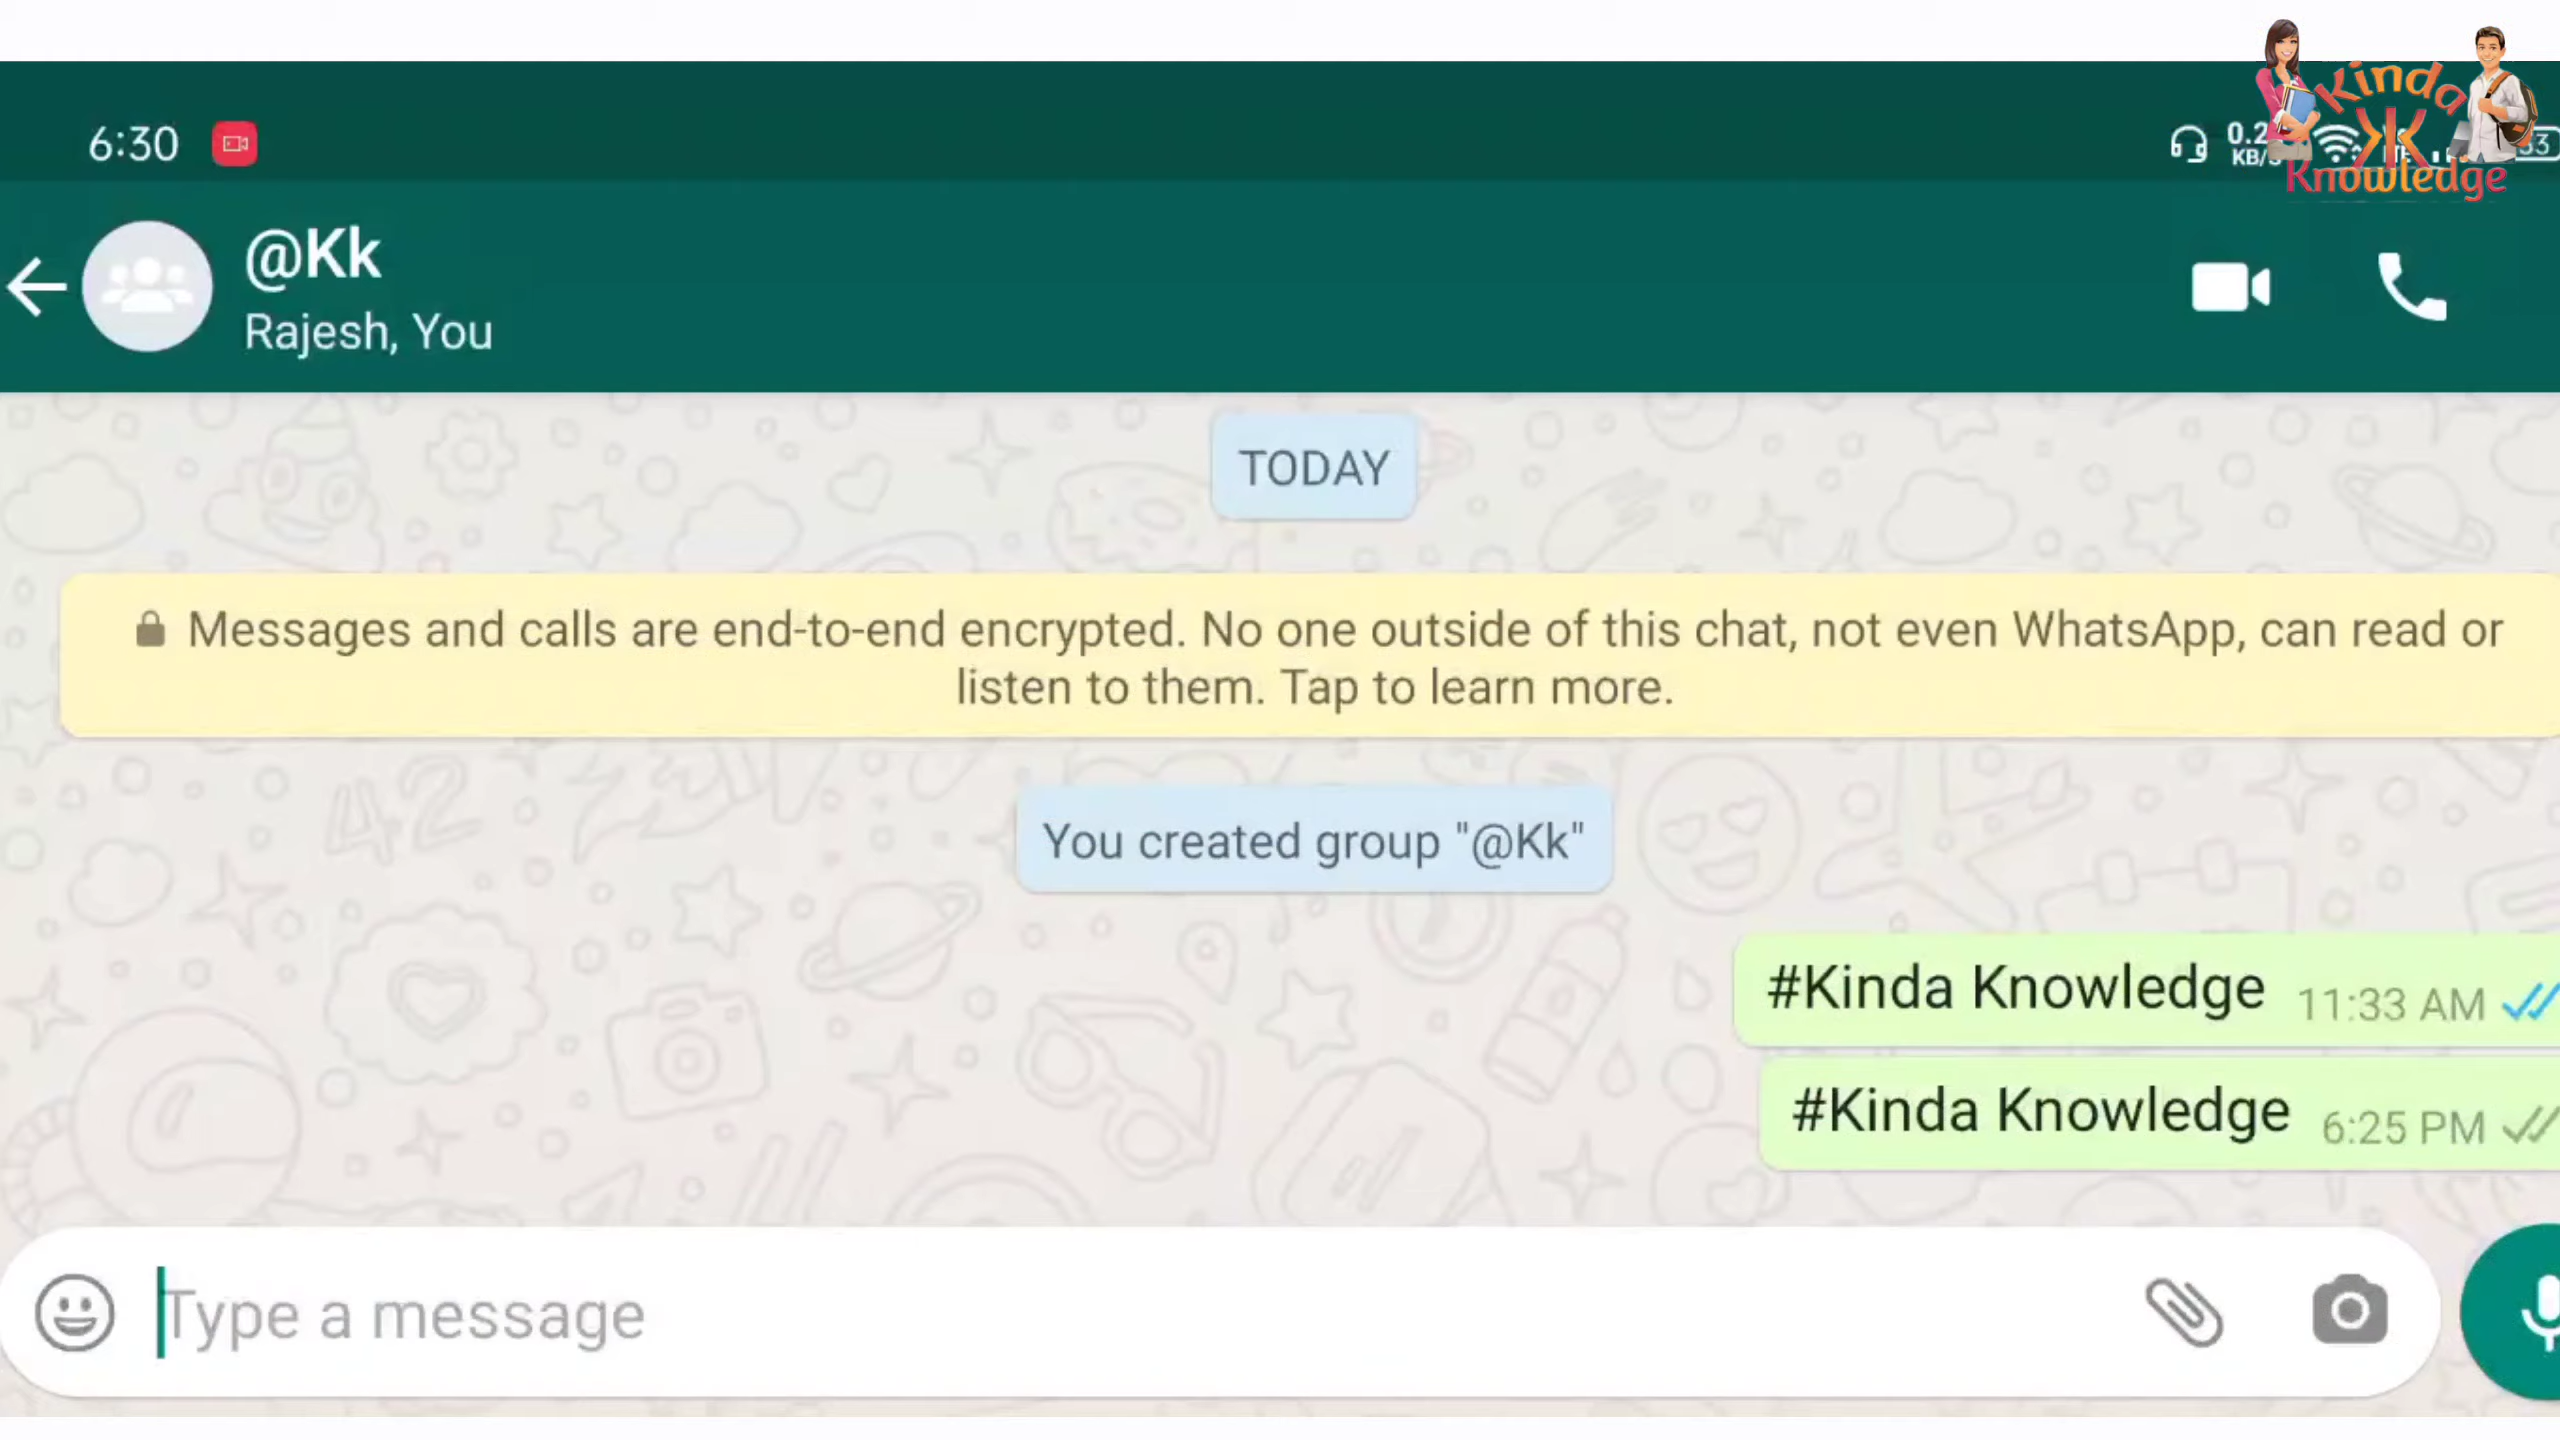 Kinda
KK
Knowledge
6:30
KB/
@Kk
Rajesh, You
TODAY
Messages and calls are end-to-end encrypted. No one outside of this chat, not even WhatsApp, can read or
listen to them. Tap to learn more.
You created group "@Kk"
#Kinda Knowledge 11:33 AM
#Kinda Knowledge 6:25 PM
Type a message